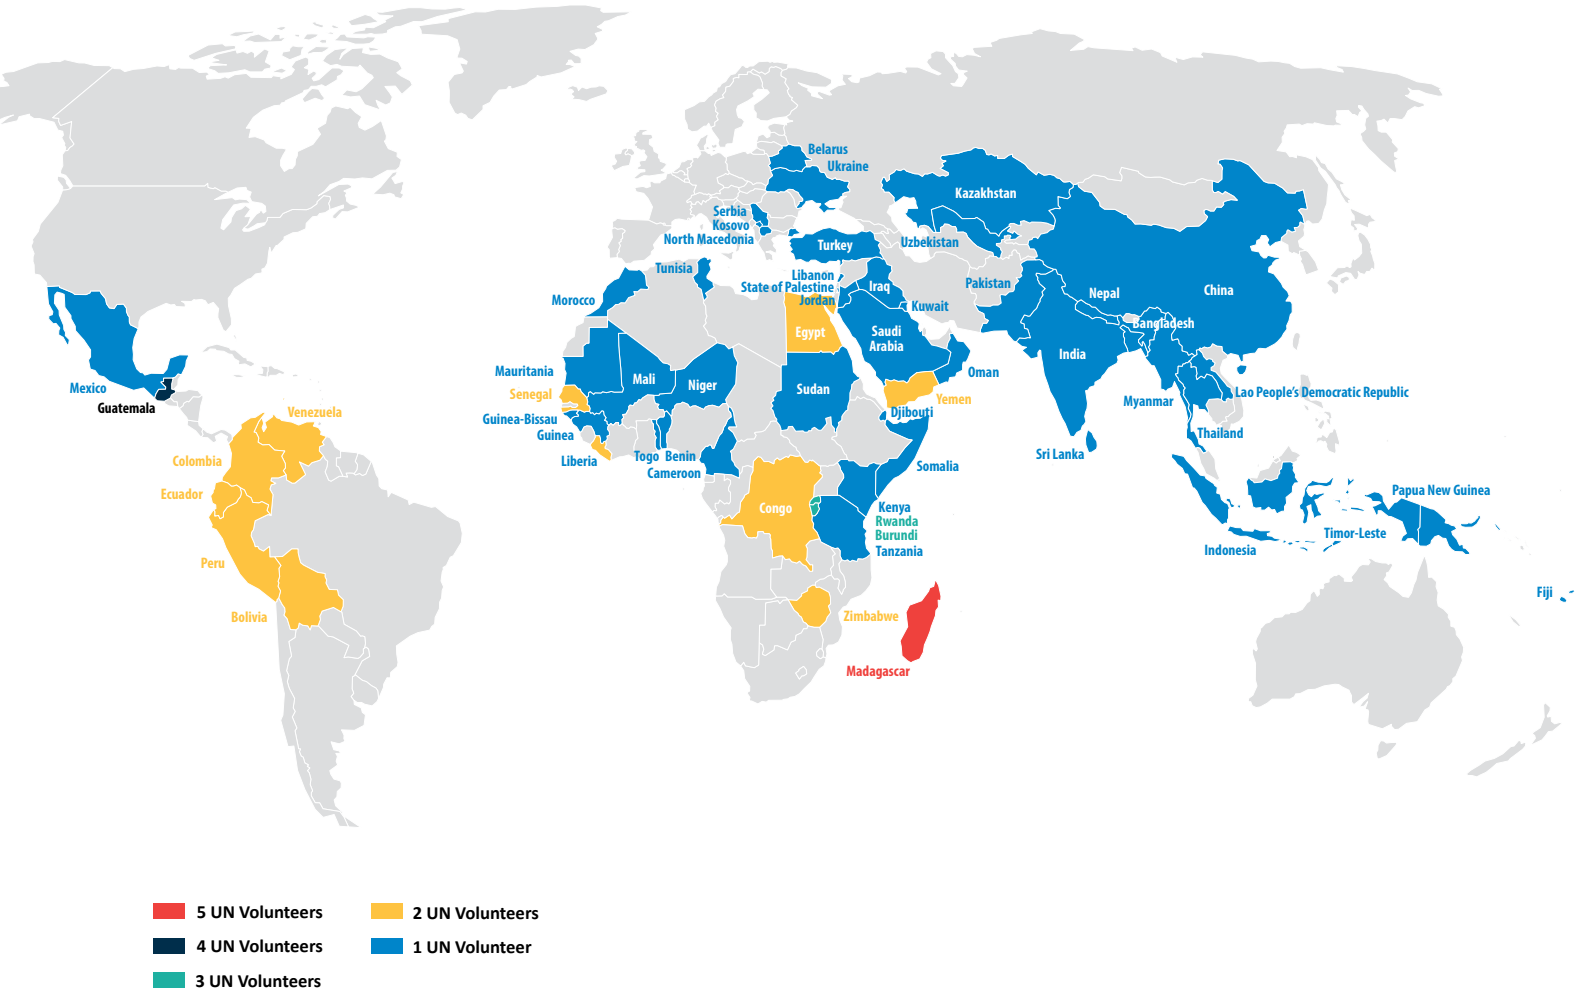 Belarus
Ukraine
Kazakhstan
Serbia
Kosovo
North Macedonia
Turkey
Uzbekistan
Tunisia
Libanon
State of Palestine
Jordan
Iraq
Pakistan
Kuwait
Nepal
China
Morocco
Egypt
Saudi
Arabia
Bangladesh
India
Mauritania
Mali
Niger
Sudan
Oman
Mexico
Guatemala
Senegal
Yemen
Djibouti
Myanmar
Lao People's Democratic Republic
Venezuela
Guinea-Bissau
Guinea
Liberia
Togo
Benin
Cameroon
Somalia
Sri Lanka
Thailand
Colombia
Ecuador
Congo
Kenya
Rwanda
Burundi
Tanzania
Papua New Guinea
Timor-Leste
Indonesia
Peru
Bolivia
Zimbabwe
Madagascar
Fiji
5 UN Volunteers
2 UN Volunteers
4 UN Volunteers
1 UN Volunteer
3 UN Volunteers